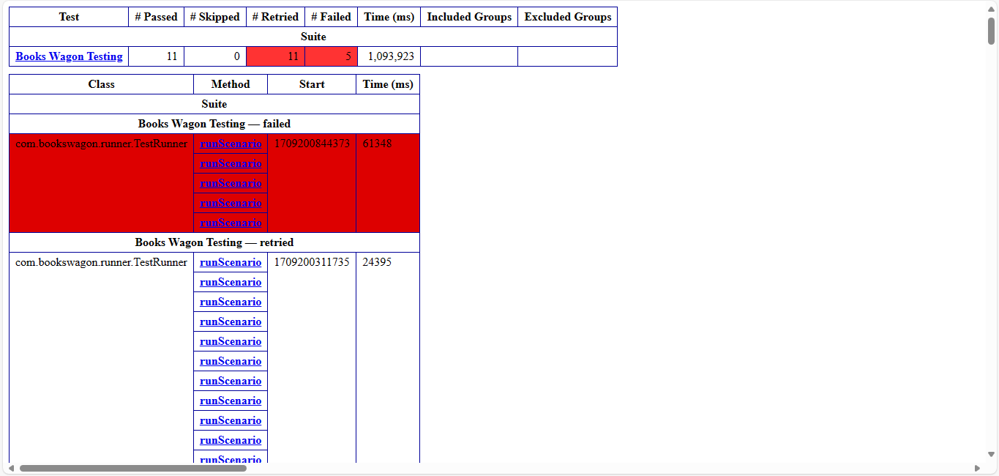 Test # Passed # Skipped # Retried # Failed Time (ms) Included Groups Excluded Groups
Suite
Books Wagon Testing 11 0 11 5 1,093,923
Class Method Start Time (ms)
Suite
Books Wagon Testing — failed
com.bookswagon.runner.TestRunner runScenario 1709200844373 61348
runScenario
runScenario
runScenario
runScenario
Books Wagon Testing — retried
com.bookswagon.runner.TestRunner runScenario 1709200311735 24395
runScenario
runScenario
runScenario
runScenario
runScenario
runScenario
runScenario
runScenario
runScenario
runScenario